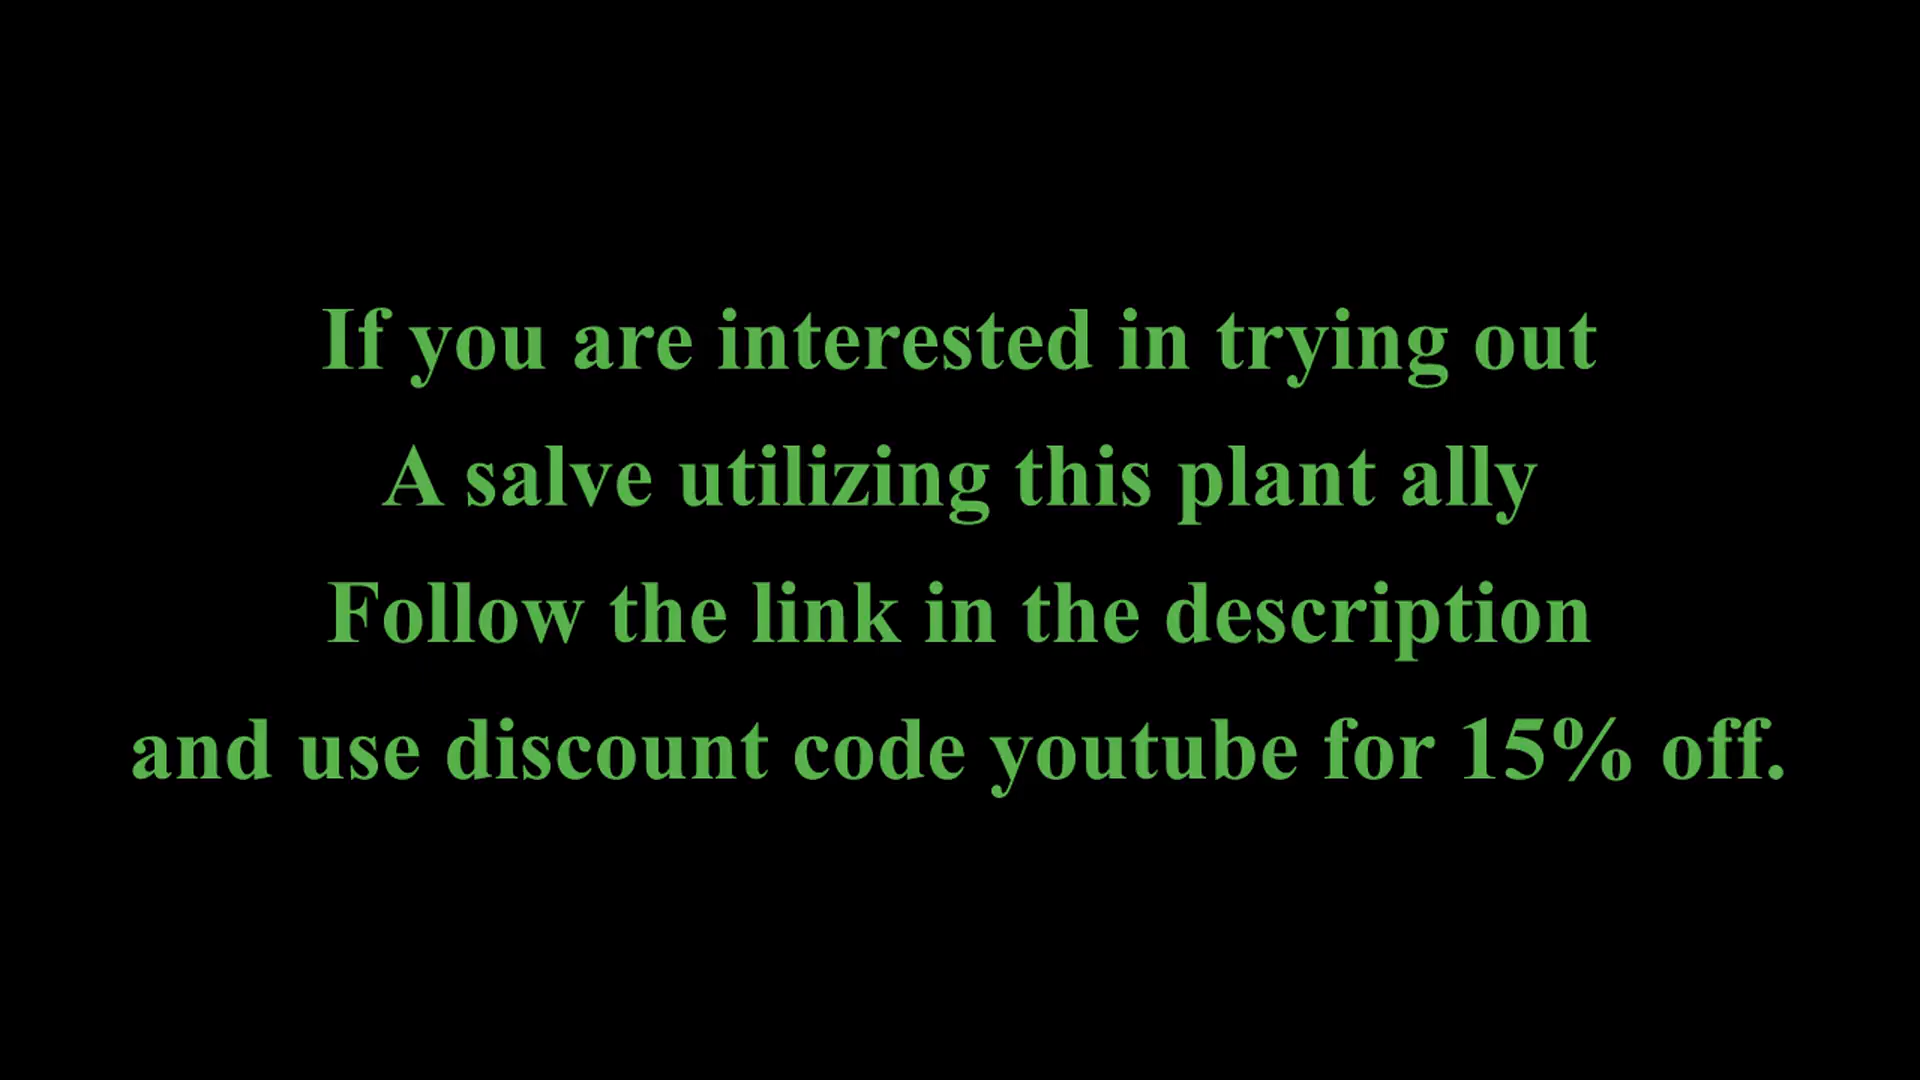 If you are interested in trying out
A salve utilizing this plant ally
Follow the link in the description
and use discount code youtube for 15% off.